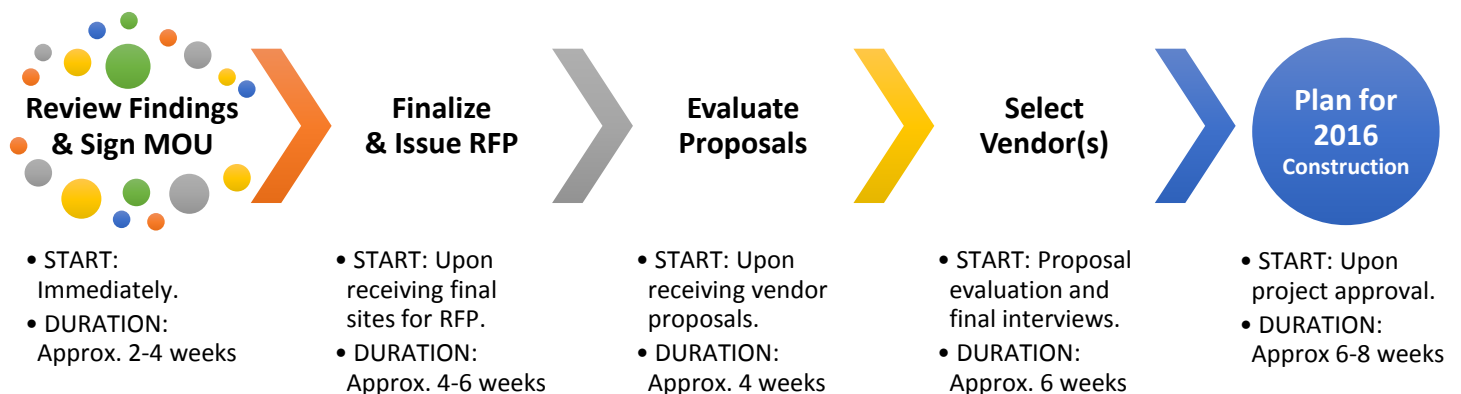 Review Findings
& Sign MOU
Finalize
& Issue RFP
Evaluate
Proposals
Select
Vendor(s)
Plan for
2016
Construction
• START:
Immediately.
• DURATION:
Approx. 2-4 weeks
• START: Upon
receiving final
sites for RFP.
• DURATION:
Approx. 4-6 weeks
• START: Upon
receiving vendor
proposals.
• DURATION:
Approx. 4 weeks
• START: Proposal
evaluation and
final interviews.
• DURATION:
Approx. 6 weeks
• START: Upon
project approval.
• DURATION:
Approx 6-8 weeks